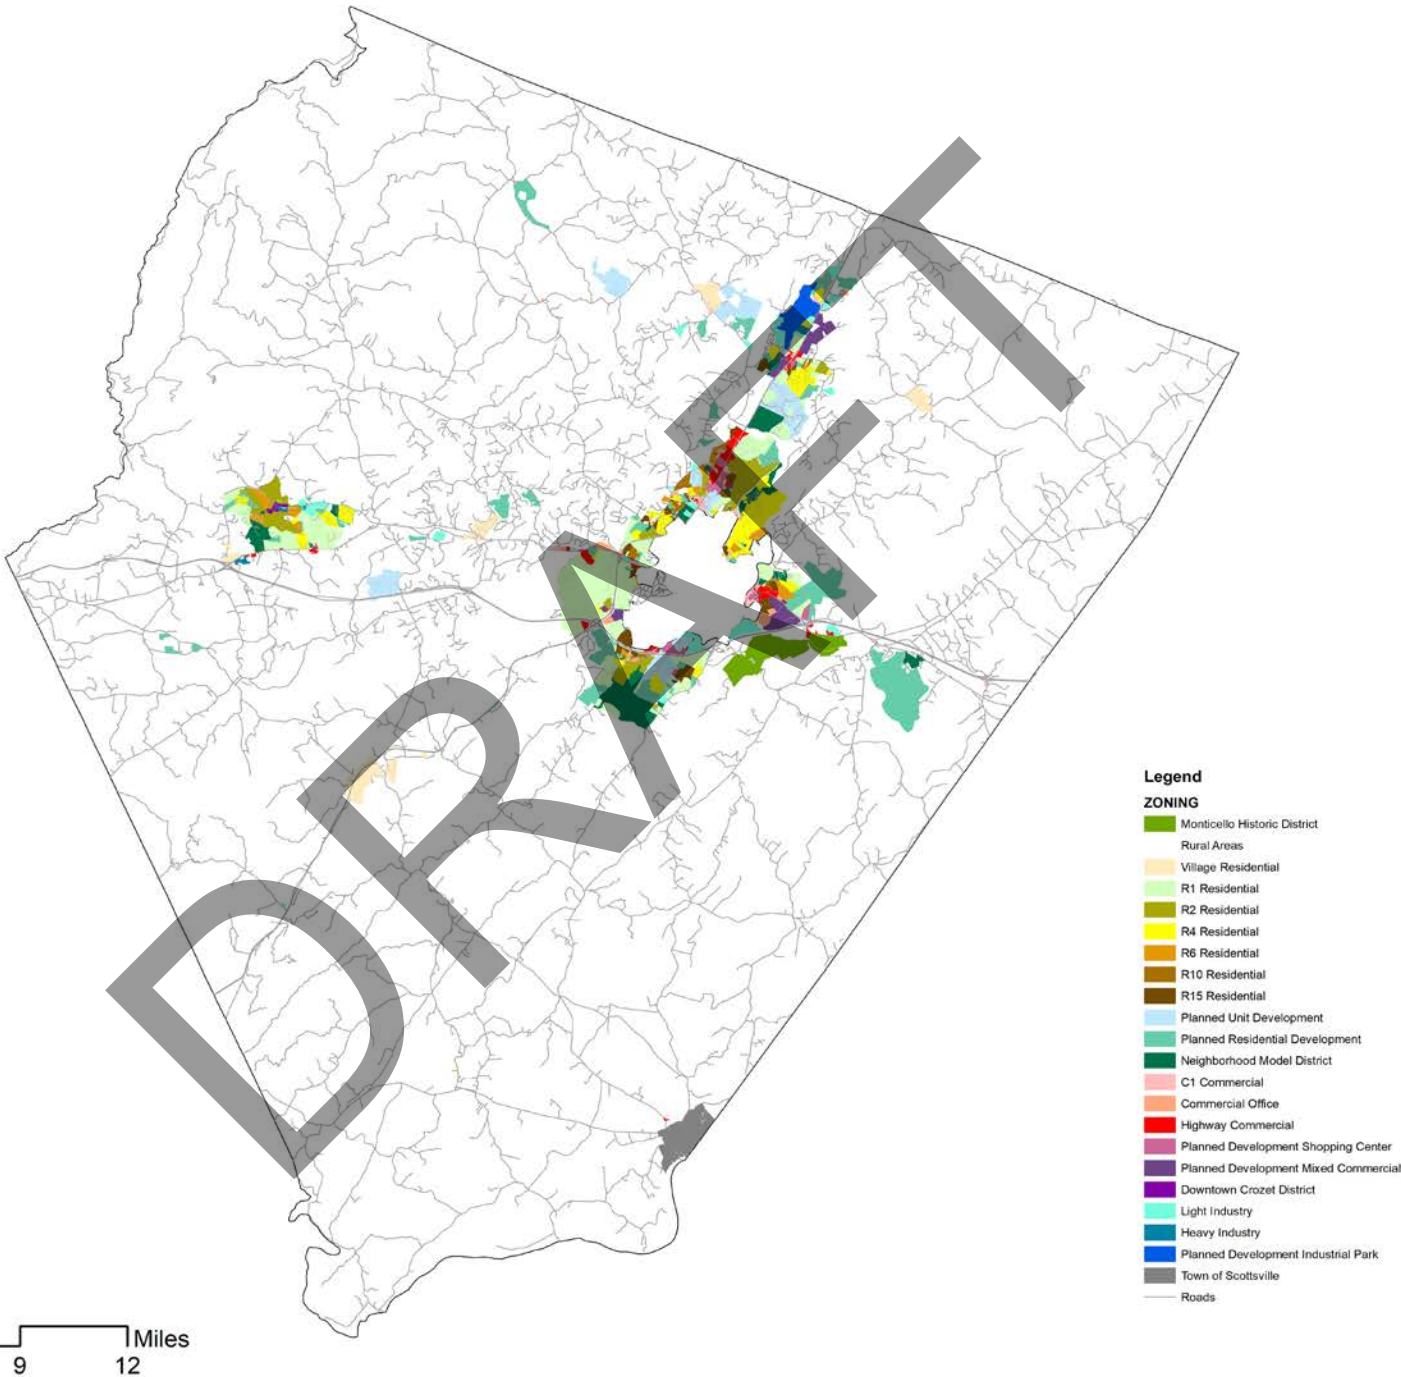 DRAFT
Legend
ZONING
Monticello Historic District
Rural Areas
Village Residential
R1 Residential
R2 Residential
R4 Residential
R6 Residential
R10 Residential
R15 Residential
Planned Unit Development
Planned Residential Development
Neighborhood Model District
C1 Commercial
Commercial Office
Highway Commercial
Planned Development Shopping Center
Planned Development Mixed Commercial
Downtown Crozet District
Light Industry
Heavy Industry
Planned Development Industrial Park
Town of Scottsville
Roads
Miles
9 12